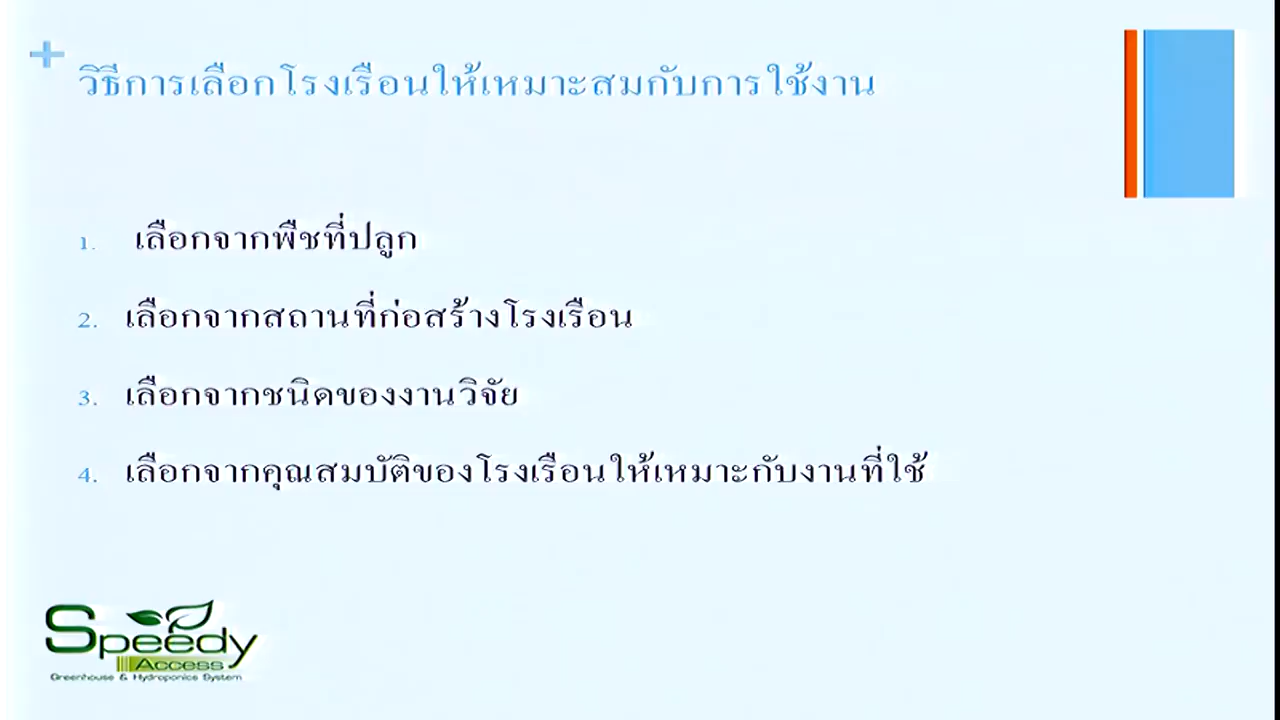 วิธีการเลือกโรงเรือนให้เหมาะสมกับการใช้งาน
1. เลือกจากพืชที่ปลูก
2. เลือกจากสถานที่ก่อสร้างโรงเรือน
3. เลือกจากชนิดของงานวิจัย
4. เลือกจากคุณสมบัติของโรงเรือนให้เหมาะกับงานที่ใช้
Speedy
Access
Greenhouse & Hydroponics System